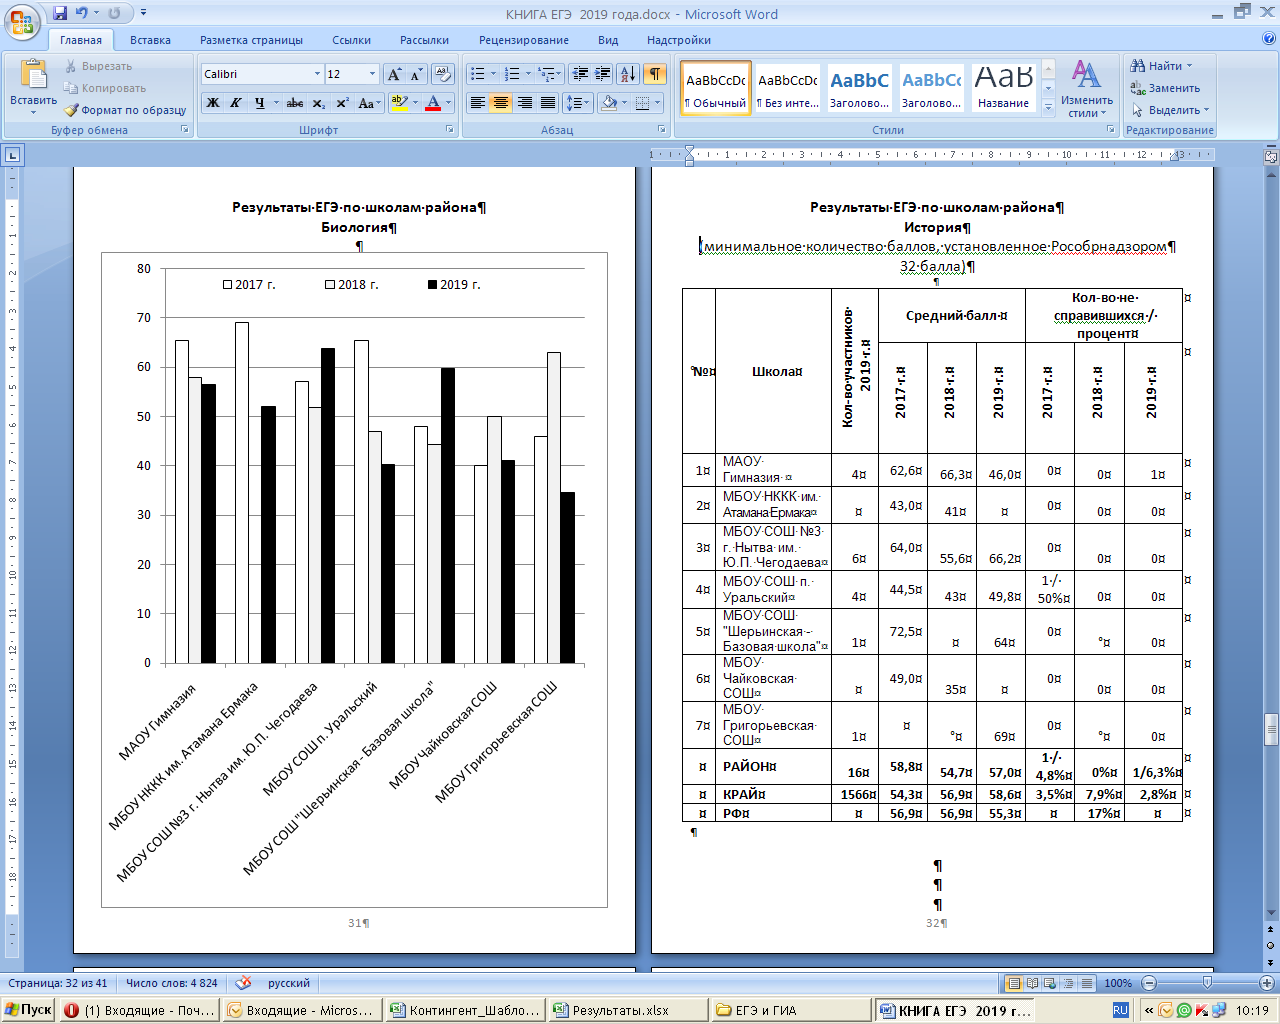 КНИГА ЕГЭ  2019 года.docx - Microsoft Word
Главная Вставка Разметка страницы Ссылки Рассылки Рецензирование Вид Надстройки
Вставить
Вырезать
Копировать
Формат по образцу
Буфер обмена
Calibri 12
Ж К Ч abc x₂ x² Aa
Шрифт
Абзац
AaBbCcDc AaBbCcDc AaBbC AaBbCc AaB
¶ Обычный ¶ Без инте... Заголово... Заголово... Название
Изменить стили
Стили
Найти
Заменить
Выделить
Редактирование
Результаты·ЕГЭ·по·школам·района¶
Биология¶
¶
2017 г. 2018 г. 2019 г.
80
70
60
50
40
30
20
10
0
МАОУ Гимназия
МБОУ НККК им. Атамана Ермака
МБОУ СОШ №3 г. Нытва им. Ю.П. Чегодаева
МБОУ СОШ п. Уральский
МБОУ СОШ "Шерьинская - Базовая школа"
МБОУ Чайковская СОШ
МБОУ Григорьевская СОШ
31¶
Результаты·ЕГЭ·по·школам·района¶
История¶
(минимальное·количество·баллов,·установленное·Рособрнадзором¶
32·балла)¶
¶
°№¤ Школа¤ Кол-во·участников· 2019·г.¤ Средний·балл·¤ Кол-во·не· справившихся·/· процент¤ ¤
2017·г.¤ 2018·г.¤ 2019·г.¤ 2017·г.¤ 2018·г.¤ 2019·г.¤ ¤
1¤ МАОУ· Гимназия·¤ 4¤ 62,6¤ 66,3¤ 46,0¤ 0¤ 0¤ 1¤ ¤
2¤ МБОУ·НККК·им.· Атамана·Ермака¤ ¤ 43,0¤ 41¤ ¤ 0¤ 0¤ 0¤ ¤
3¤ МБОУ·СОШ·№3· г.·Нытва·им.· Ю.П.·Чегодаева¤ 6¤ 64,0¤ 55,6¤ 66,2¤ 0¤ 0¤ 0¤ ¤
4¤ МБОУ·СОШ·п.· Уральский¤ 4¤ 44,5¤ 43¤ 49,8¤ 1·/· 50%¤ 0¤ 0¤ ¤
5¤ МБОУ·СОШ· "Шерьинская·-· Базовая·школа"¤ 1¤ 72,5¤ ¤ 64¤ 0¤ °¤ 0¤ ¤
6¤ МБОУ· Чайковская· СОШ¤ ¤ 49,0¤ 35¤ ¤ 0¤ 0¤ 0¤ ¤
7¤ МБОУ· Григорьевская· СОШ¤ 1¤ ¤ °¤ 69¤ 0¤ °¤ 0¤ ¤
¤ РАЙОН¤ 16¤ 58,8¤ 54,7¤ 57,0¤ 1·/· 4,8%¤ 0%¤ 1/6,3%¤ ¤
¤ КРАЙ¤ 1566¤ 54,3¤ 56,9¤ 58,6¤ 3,5%¤ 7,9%¤ 2,8%¤ ¤
¤ РФ¤ ¤ 56,9¤ 56,9¤ 55,3¤ ¤ 17%¤ ¤ ¤
¶
¶
¶
¶
32¶
Страница: 32 из 41 Число слов: 4 824 русский 100%
Пуск (1) Входящие - Поч... Входящие - Micros... Контингент_Шабло... Результаты.xlsx ЕГЭ и ГИА КНИГА ЕГЭ  2019 г... RU 10:19